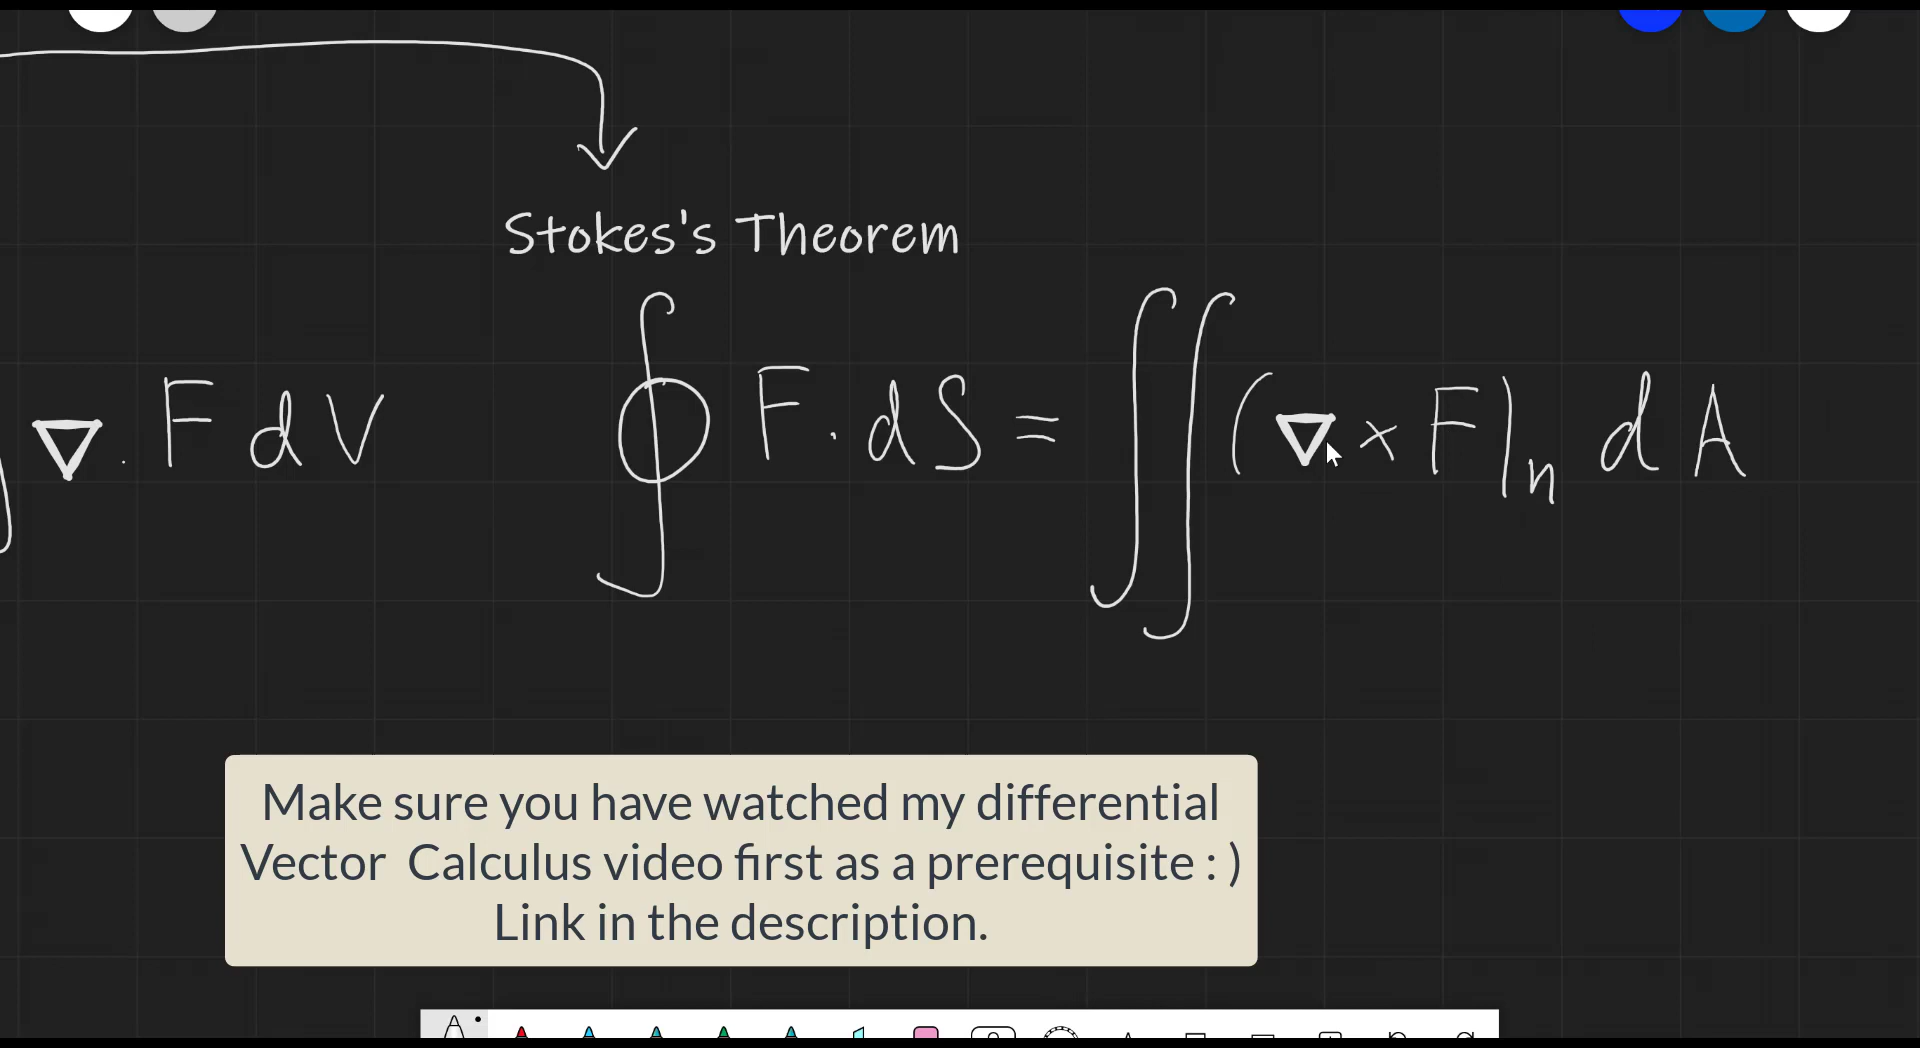 Stokes's Theorem
∇ · F dV
∮ F · dS = ∬ (∇ × F)ₙ dA
Make sure you have watched my differential
Vector Calculus video first as a prerequisite : )
Link in the description.